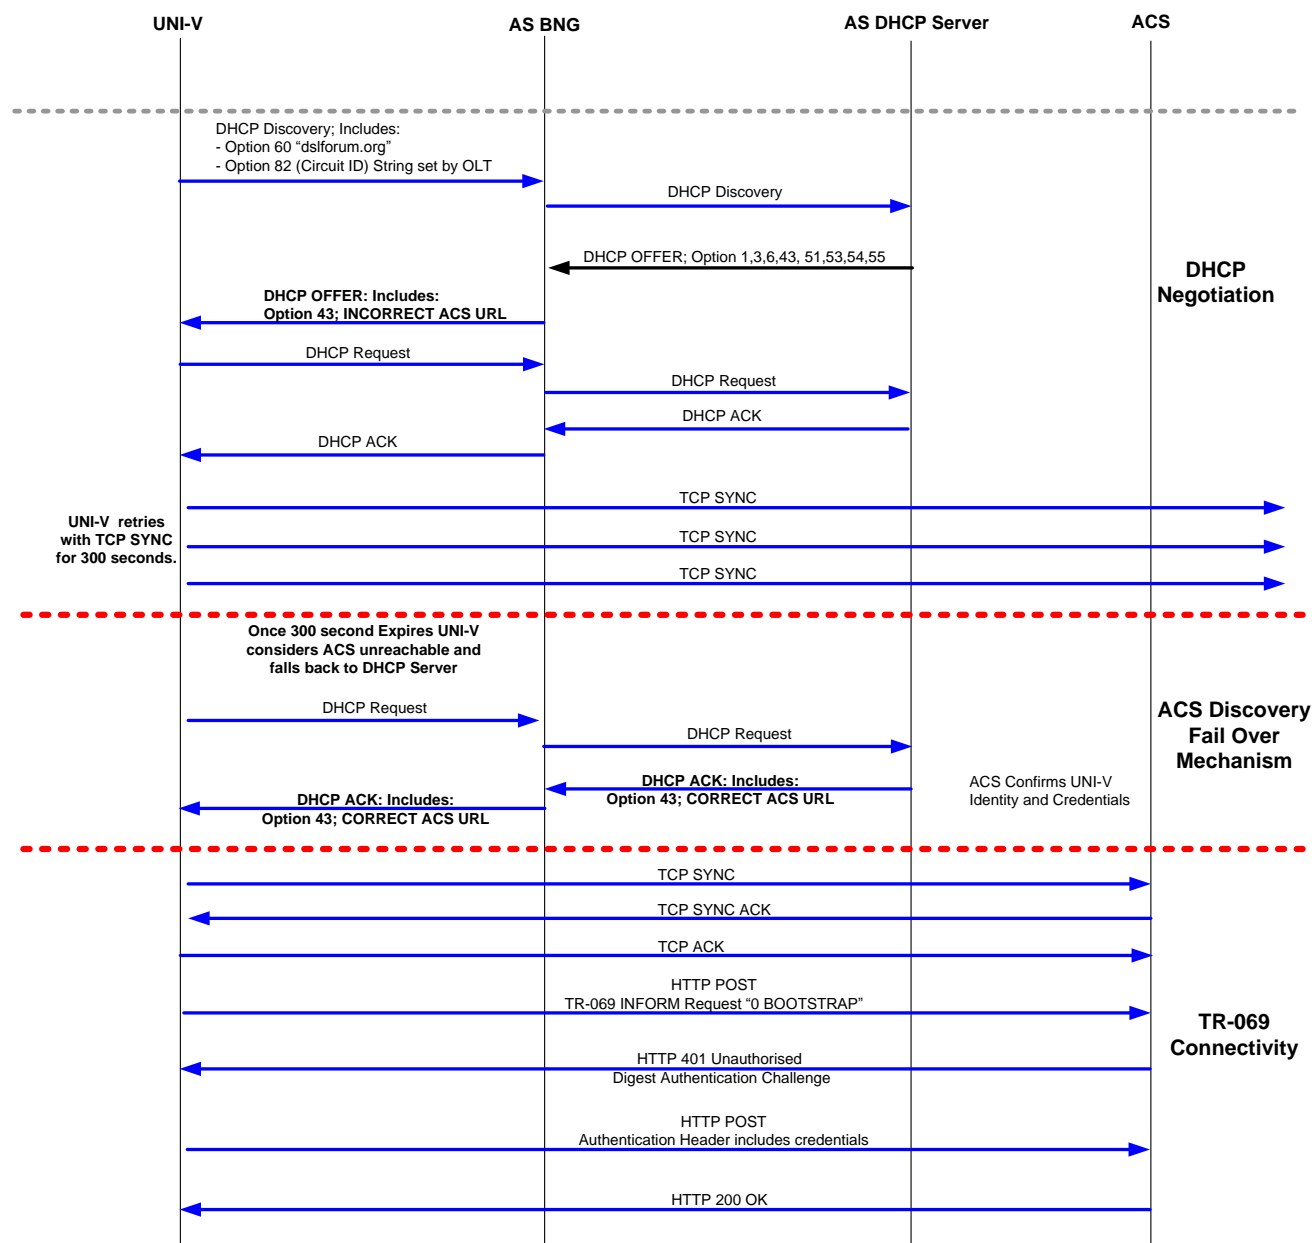 UNI-V
AS BNG
AS DHCP Server
ACS
DHCP Discovery; Includes:
- Option 60 “dslforum.org”
- Option 82 (Circuit ID) String set by OLT
DHCP Discovery
DHCP OFFER; Option 1,3,6,43, 51,53,54,55
DHCP
Negotiation
DHCP OFFER: Includes:
Option 43; INCORRECT ACS URL
DHCP Request
DHCP Request
DHCP ACK
DHCP ACK
TCP SYNC
UNI-V retries
with TCP SYNC
for 300 seconds.
TCP SYNC
TCP SYNC
Once 300 second Expires UNI-V
considers ACS unreachable and
falls back to DHCP Server
DHCP Request
DHCP Request
ACS Discovery
Fail Over
Mechanism
DHCP ACK: Includes:
Option 43; CORRECT ACS URL
ACS Confirms UNI-V
Identity and Credentials
DHCP ACK: Includes:
Option 43; CORRECT ACS URL
TCP SYNC
TCP SYNC ACK
TCP ACK
HTTP POST
TR-069 INFORM Request “0 BOOTSTRAP”
TR-069
Connectivity
HTTP 401 Unauthorised
Digest Authentication Challenge
HTTP POST
Authentication Header includes credentials
HTTP 200 OK